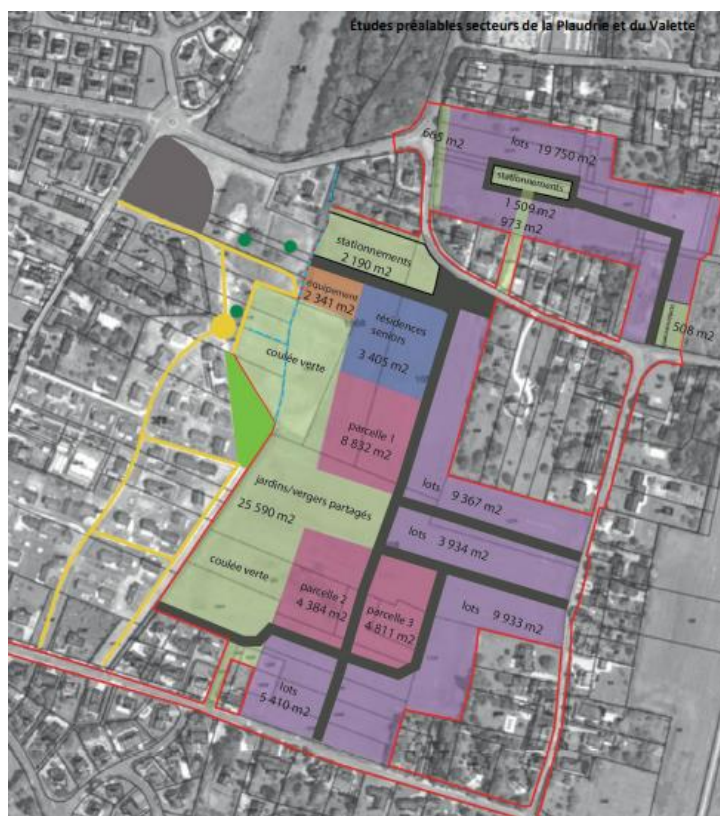 Études préalables secteurs de la Plaudrie et du Valette
665 m2
lots 19 750 m2
stationnements
1 509 m2
973 m2
stationnements
2 190 m2
équipement
2 341 m2
508 m2
résidences
seniors
3 405 m2
coulée verte
parcelle 1
8 832 m2
jardins/vergers partagés
25 590 m2
lots 9 367 m2
lots 3 934 m2
coulée verte
parcelle 2
4 384 m2
parcelle 3
4 811 m2
lots 9 933 m2
lots
5 410 m2